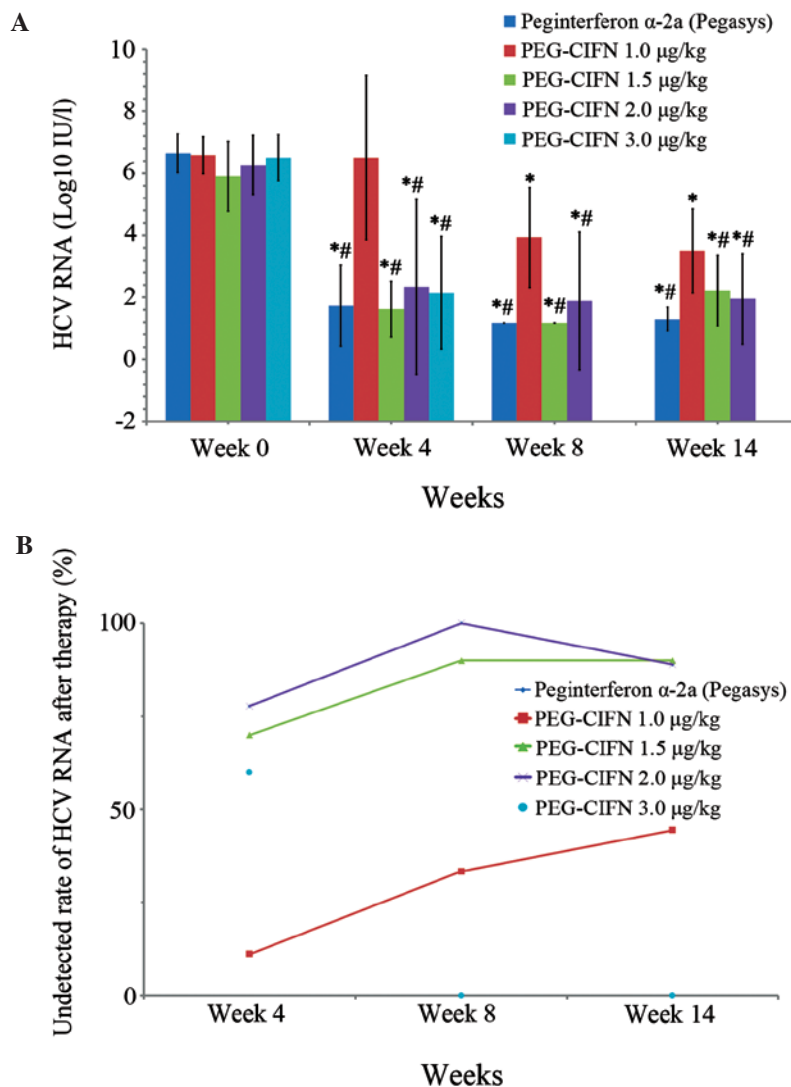 A
HCV RNA (Log10 IU/l)
10
8
6
4
2
0
-2
Peginterferon α-2a (Pegasys)
PEG-CIFN 1.0 µg/kg
PEG-CIFN 1.5 µg/kg
PEG-CIFN 2.0 µg/kg
PEG-CIFN 3.0 µg/kg
*#
*#
*#
*#
*#
*
*#
*#
*#
*
*#
*#
Week 0
Week 4
Week 8
Week 14
Weeks
B
Undetected rate of HCV RNA after therapy (%)
100
50
0
Peginterferon α-2a (Pegasys)
PEG-CIFN 1.0 µg/kg
PEG-CIFN 1.5 µg/kg
PEG-CIFN 2.0 µg/kg
PEG-CIFN 3.0 µg/kg
Week 4
Week 8
Week 14
Weeks